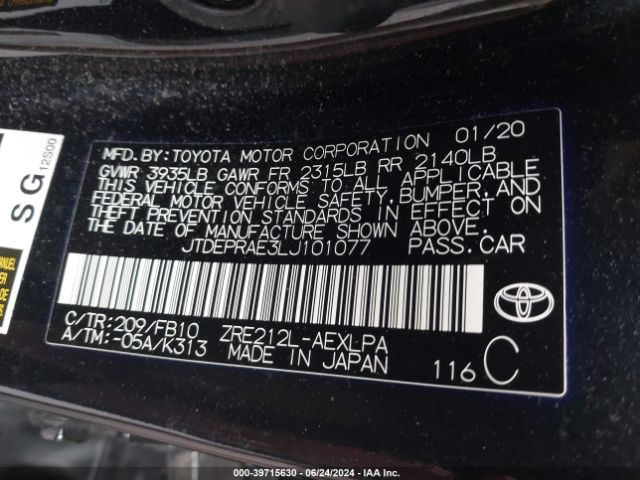 MFD.BY:TOYOTA MOTOR CORPORATION 01/20
GVWR 3935LB GAWR FR 2315LB RR 2140LB
THIS VEHICLE CONFORMS TO ALL APPLICABLE
FEDERAL MOTOR VEHICLE SAFETY,BUMPER,AND
THEFT PREVENTION STANDARDS IN EFFECT ON
THE DATE OF MANUFACTURE SHOWN ABOVE.
JTDEPRAE3LJ101077 PASS.CAR
C/TR:209/FB10 ZRE212L-AEXLPA
A/TM:-05A/K313 MADE IN JAPAN 116 C
SG
12S00
MANUEL
000-39715630 - 06/24/2024 - IAA Inc.